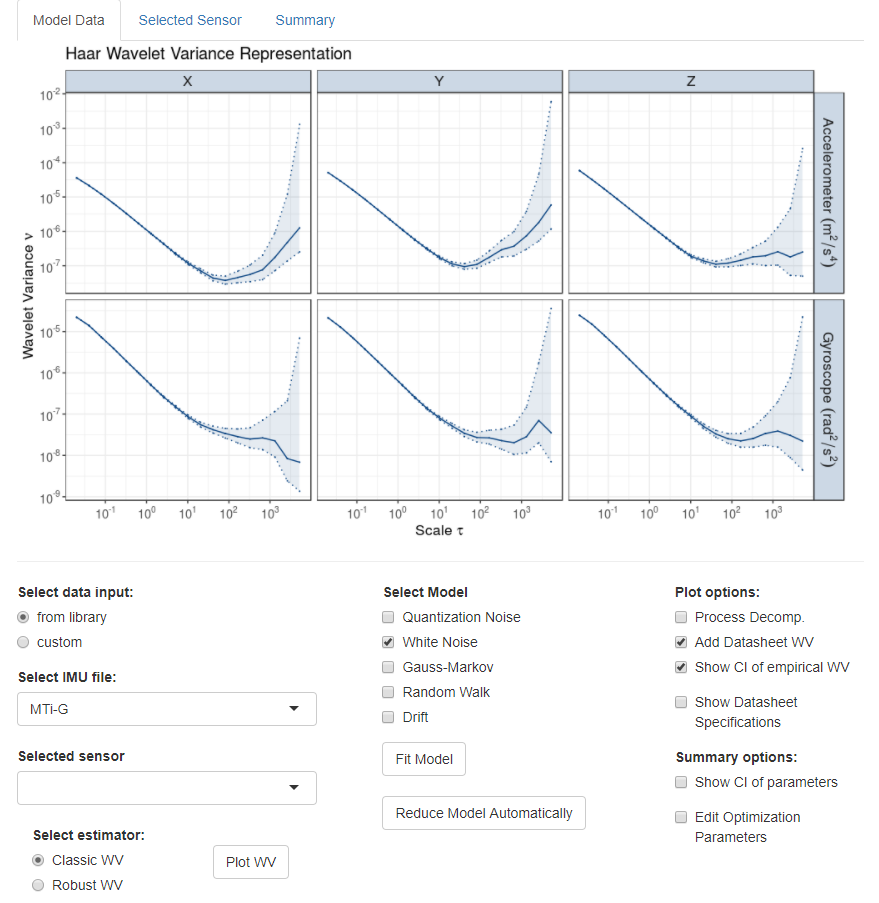 Model Data Selected Sensor Summary
Haar Wavelet Variance Representation
X Y Z
10⁻²
10⁻³
10⁻⁴
10⁻⁵
10⁻⁶
10⁻⁷
Accelerometer (m²/s⁴)
Wavelet Variance ν
10⁻⁵
10⁻⁶
10⁻⁷
10⁻⁸
10⁻⁹
Gyroscope (rad²/s²)
10⁻¹ 10⁰ 10¹ 10² 10³ 10⁻¹ 10⁰ 10¹ 10² 10³ 10⁻¹ 10⁰ 10¹ 10² 10³
Scale τ
Select data input:
from library
custom
Select IMU file:
MTi-G
Selected sensor
Select estimator:
Classic WV
Robust WV
Plot WV
Select Model
Quantization Noise
White Noise
Gauss-Markov
Random Walk
Drift
Fit Model
Reduce Model Automatically
Plot options:
Process Decomp.
Add Datasheet WV
Show CI of empirical WV
Show Datasheet
Specifications
Summary options:
Show CI of parameters
Edit Optimization
Parameters